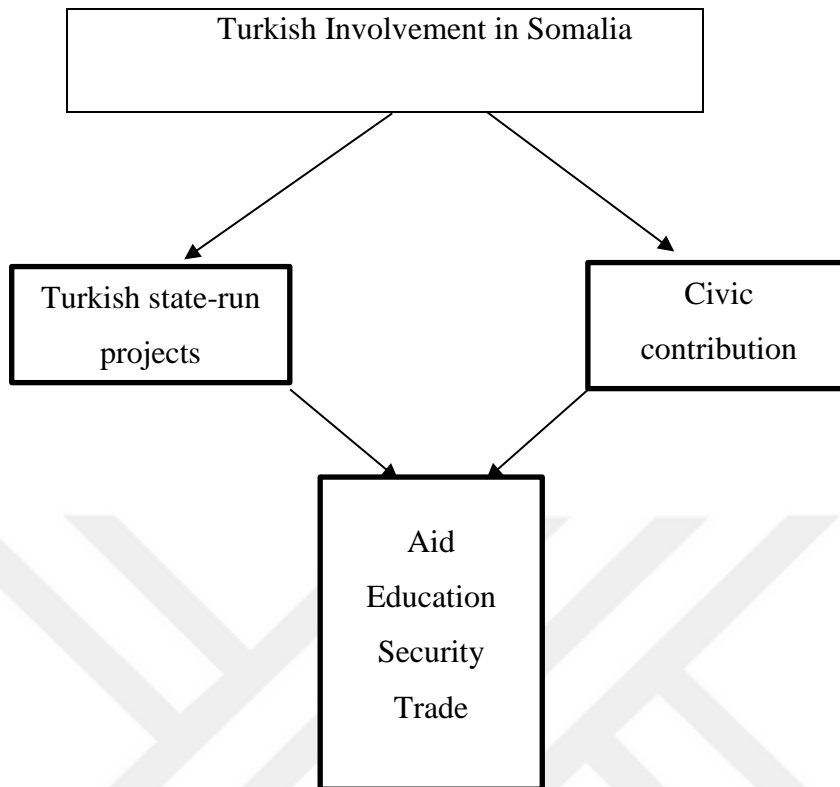 Turkish Involvement in Somalia
Turkish state-run
projects
Civic
contribution
Aid
Education
Security
Trade